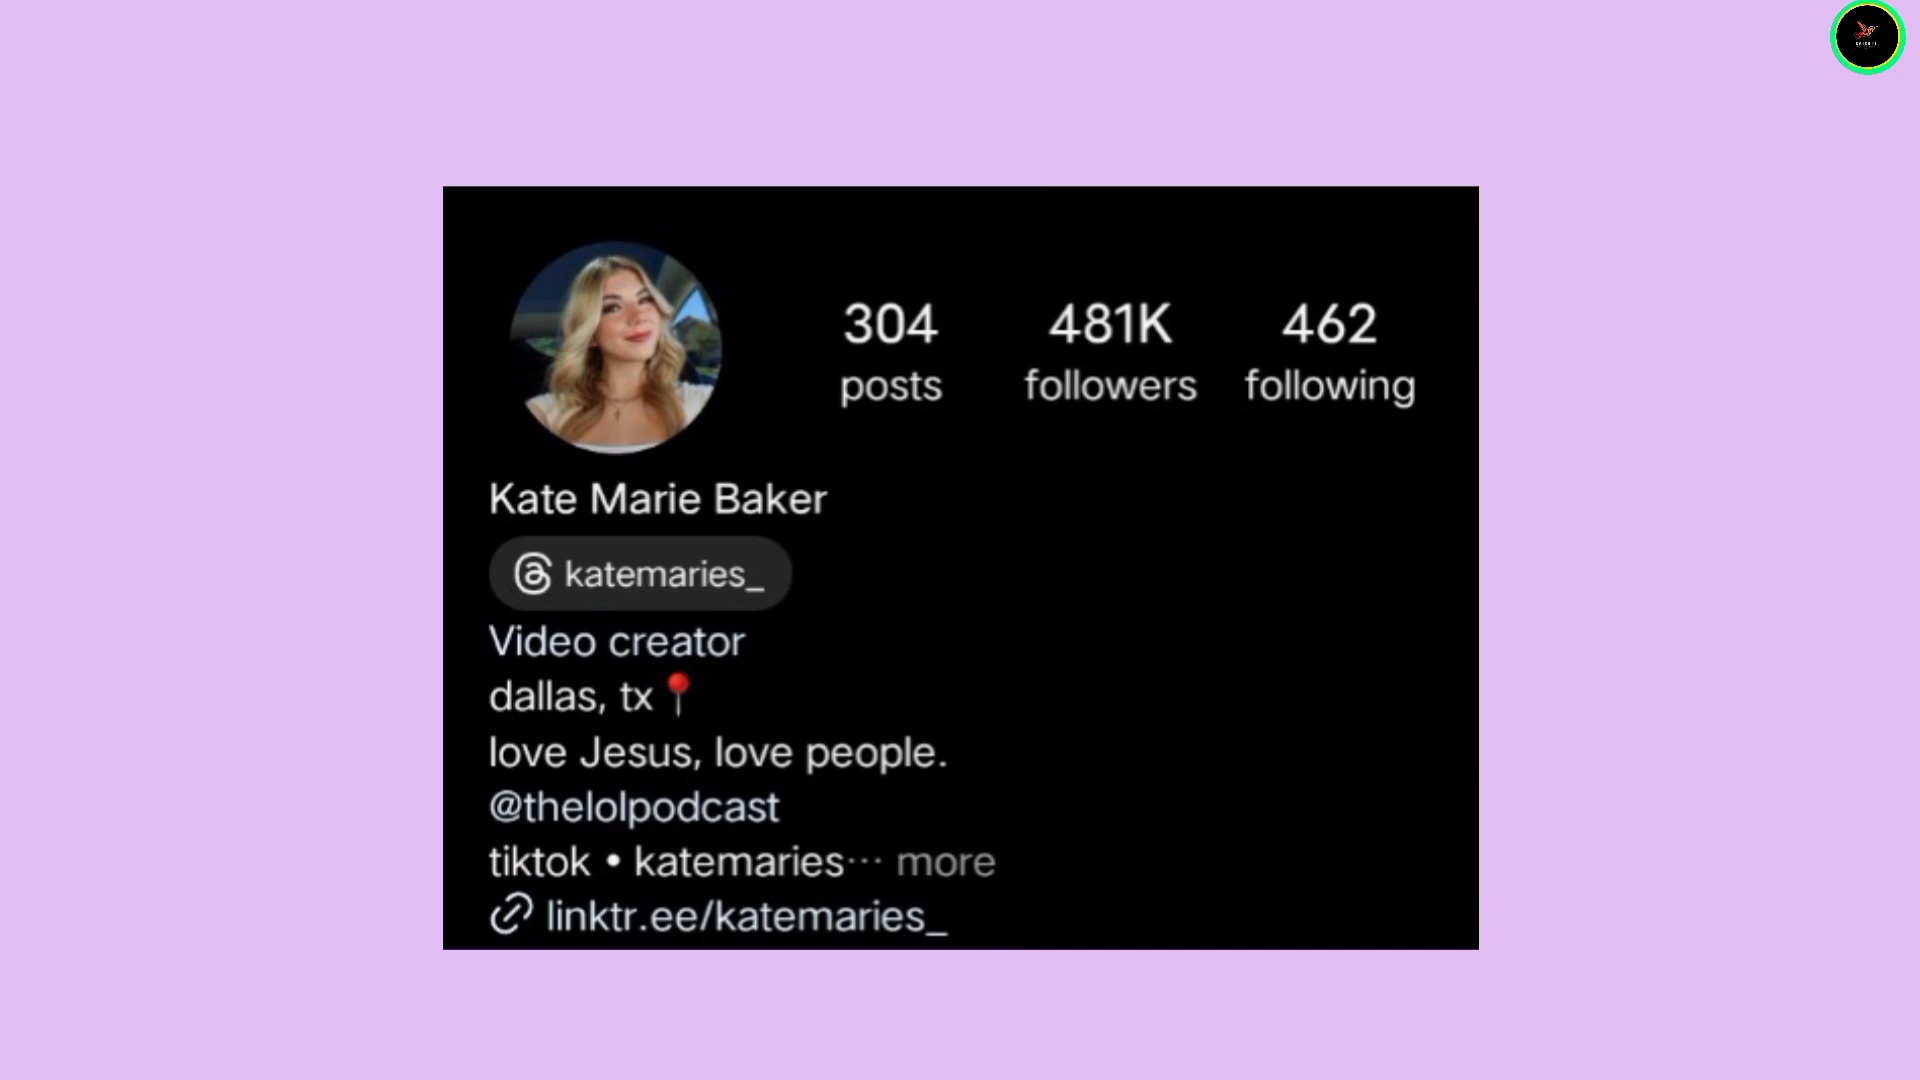 304 481K 462
posts followers following
Kate Marie Baker
katemaries_
Video creator
dallas, tx📍
love Jesus, love people.
@thelolpodcast
tiktok • katemaries··· more
linktr.ee/katemaries_